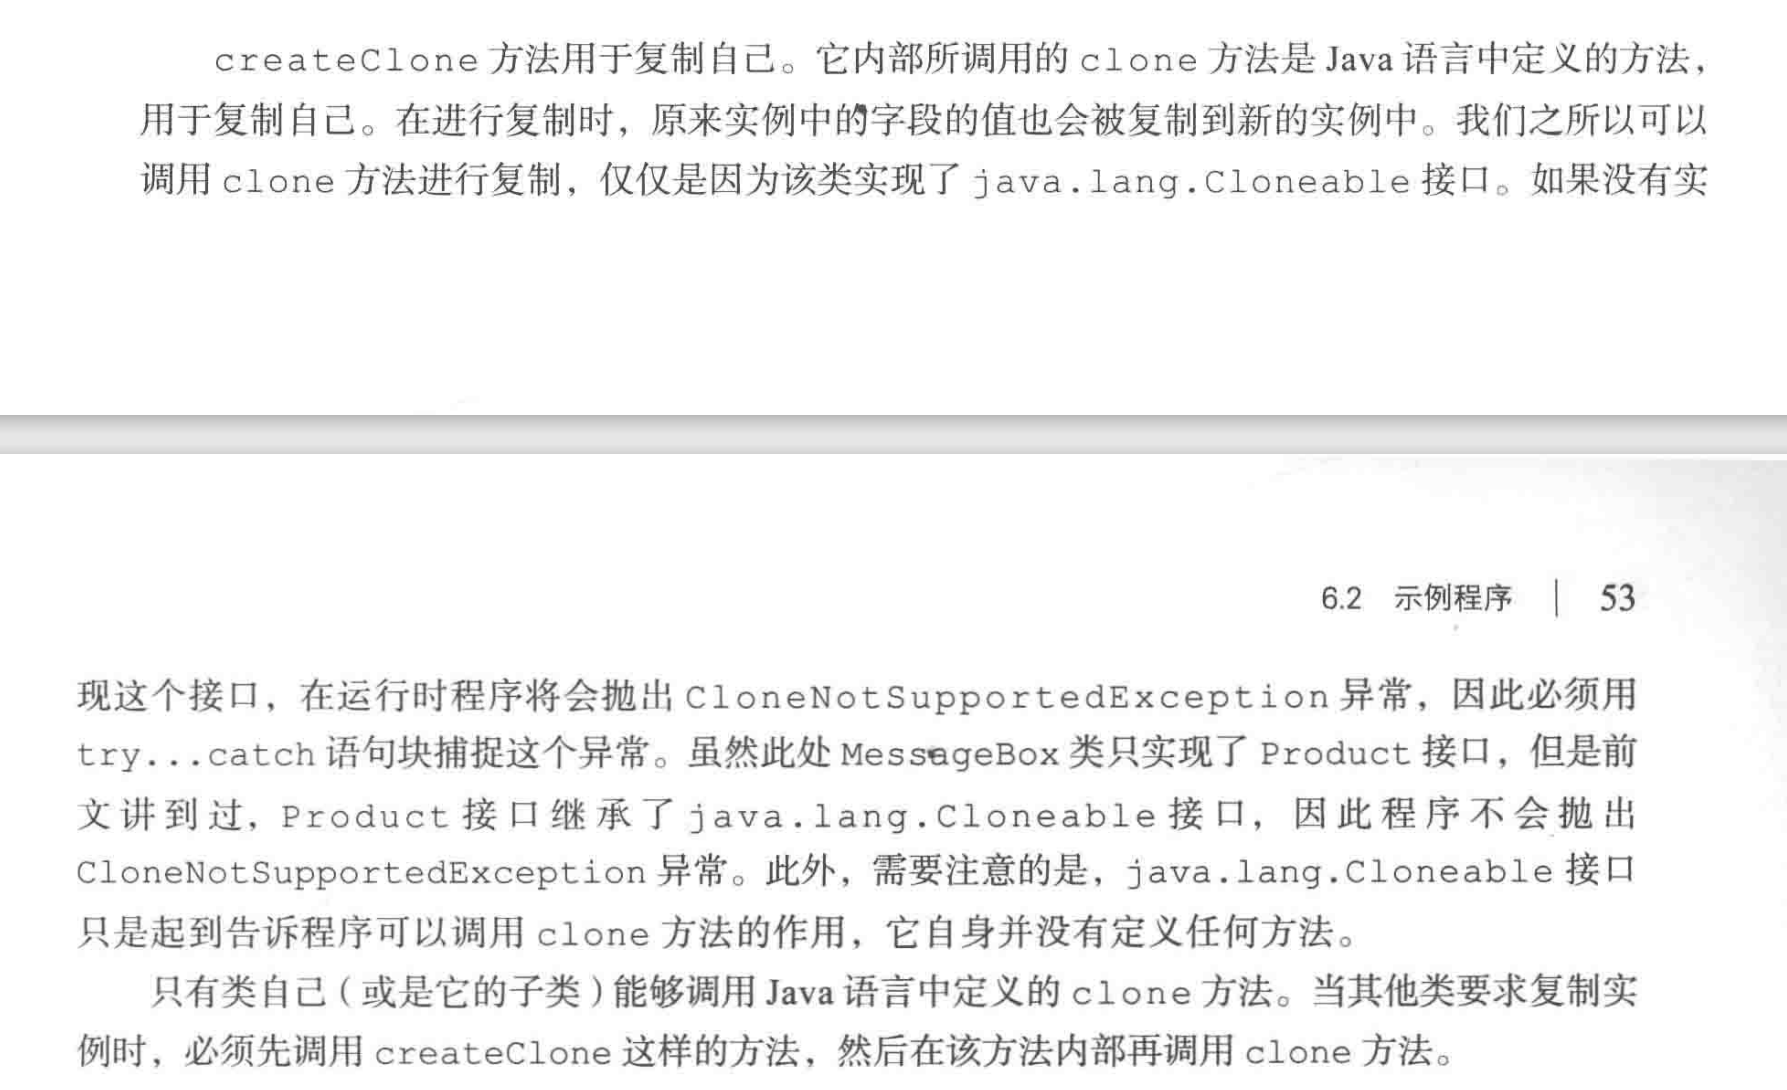 createClone 方法用于复制自己。它内部所调用的 clone 方法是 Java 语言中定义的方法，
用于复制自己。在进行复制时，原来实例中的字段的值也会被复制到新的实例中。我们之所以可以
调用 clone 方法进行复制，仅仅是因为该类实现了 java.lang.Cloneable 接口。如果没有实
6.2 示例程序 | 53
现这个接口，在运行时程序将会抛出 CloneNotSupportedException 异常，因此必须用
try...catch 语句块捕捉这个异常。虽然此处 MessageBox 类只实现了 Product 接口，但是前
文讲到过，Product 接口继承了 java.lang.Cloneable 接口，因此程序不会抛出
CloneNotSupportedException 异常。此外，需要注意的是，java.lang.Cloneable 接口
只是起到告诉程序可以调用 clone 方法的作用，它自身并没有定义任何方法。
只有类自己（或是它的子类）能够调用 Java 语言中定义的 clone 方法。当其他类要求复制实
例时，必须先调用 createClone 这样的方法，然后在该方法内部再调用 clone 方法。